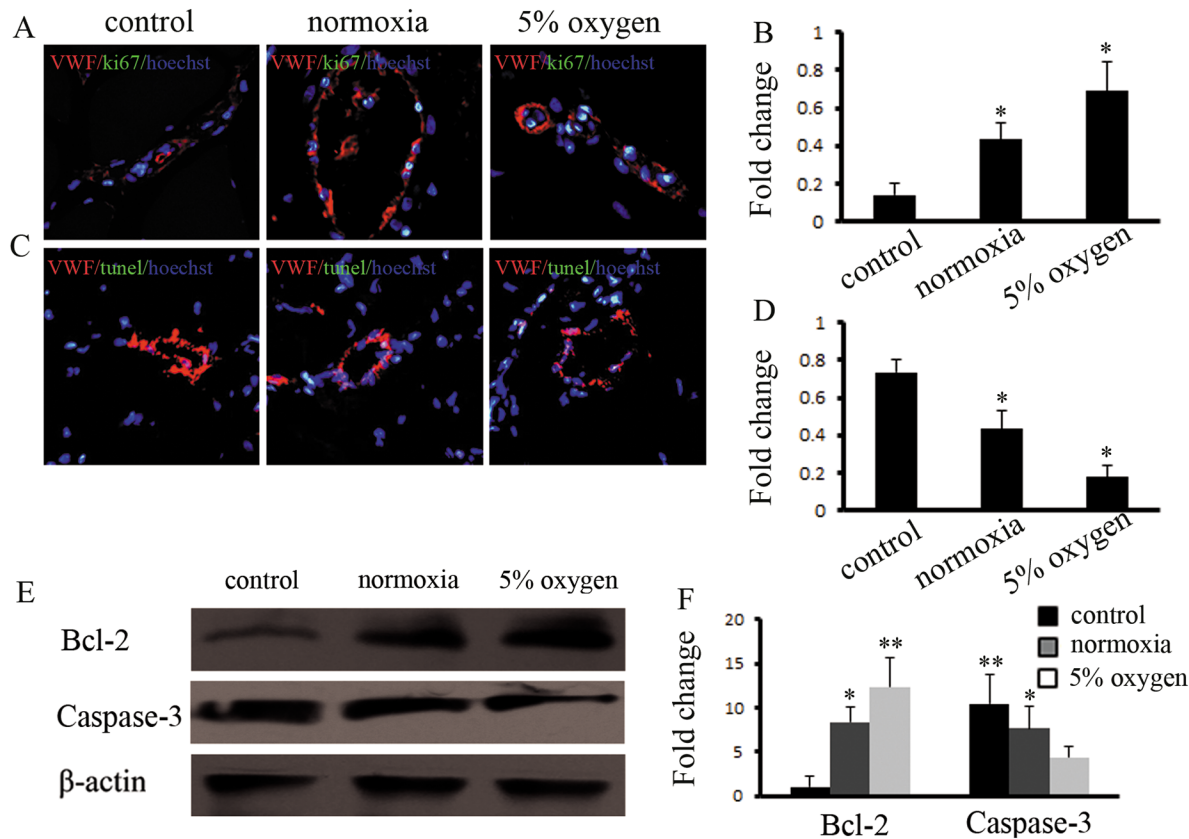 A
control
normoxia
5% oxygen
VWF/ki67/hoechst
VWF/ki67/hoechst
VWF/ki67/hoechst
B
Fold change
1
0.8
0.6
0.4
0.2
0
*
*
control
normoxia
5% oxygen
C
VWF/tunel/hoechst
VWF/tunel/hoechst
VWF/tunel/hoechst
D
Fold change
1
0.8
0.6
0.4
0.2
0
*
*
control
normoxia
5% oxygen
E
control
normoxia
5% oxygen
Bcl-2
Caspase-3
β-actin
F
Fold change
20
15
10
5
0
*
**
**
*
control
normoxia
5% oxygen
Bcl-2
Caspase-3